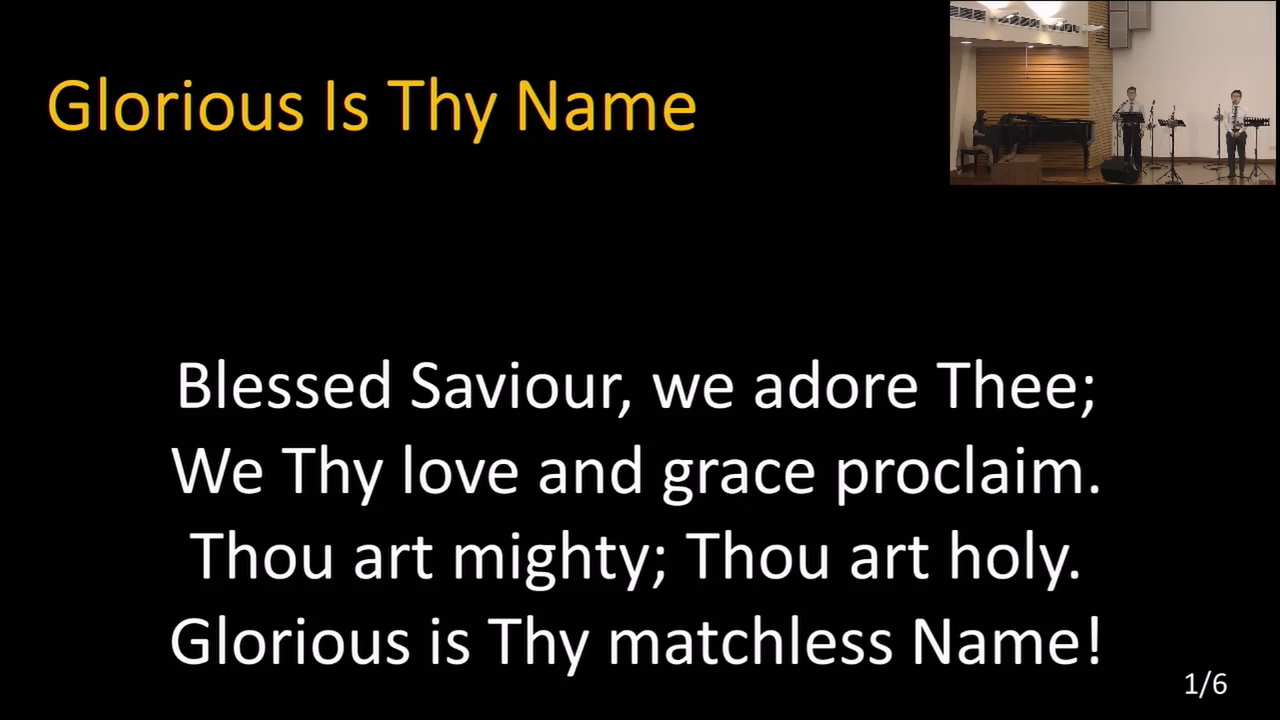 Glorious Is Thy Name
Blessed Saviour, we adore Thee;
We Thy love and grace proclaim.
Thou art mighty; Thou art holy.
Glorious is Thy matchless Name!
1/6